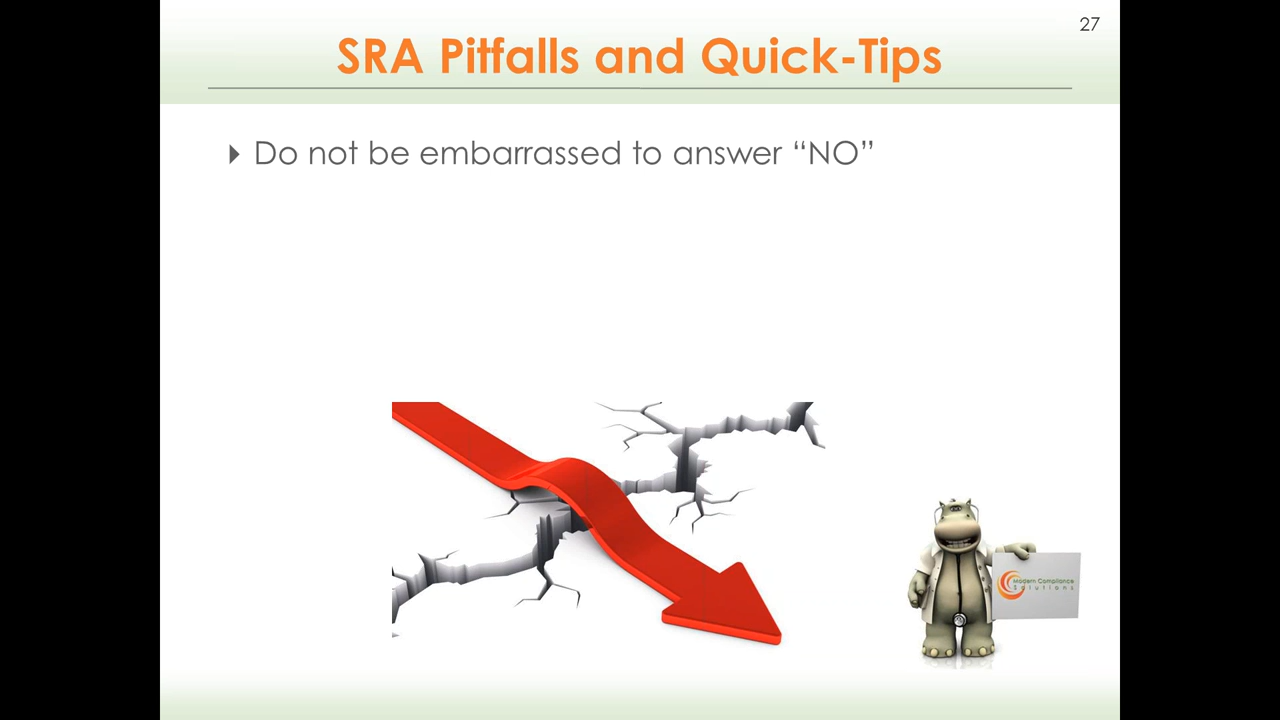 27
SRA Pitfalls and Quick-Tips
Do not be embarrassed to answer “NO”
Modern Compliance
Solutions